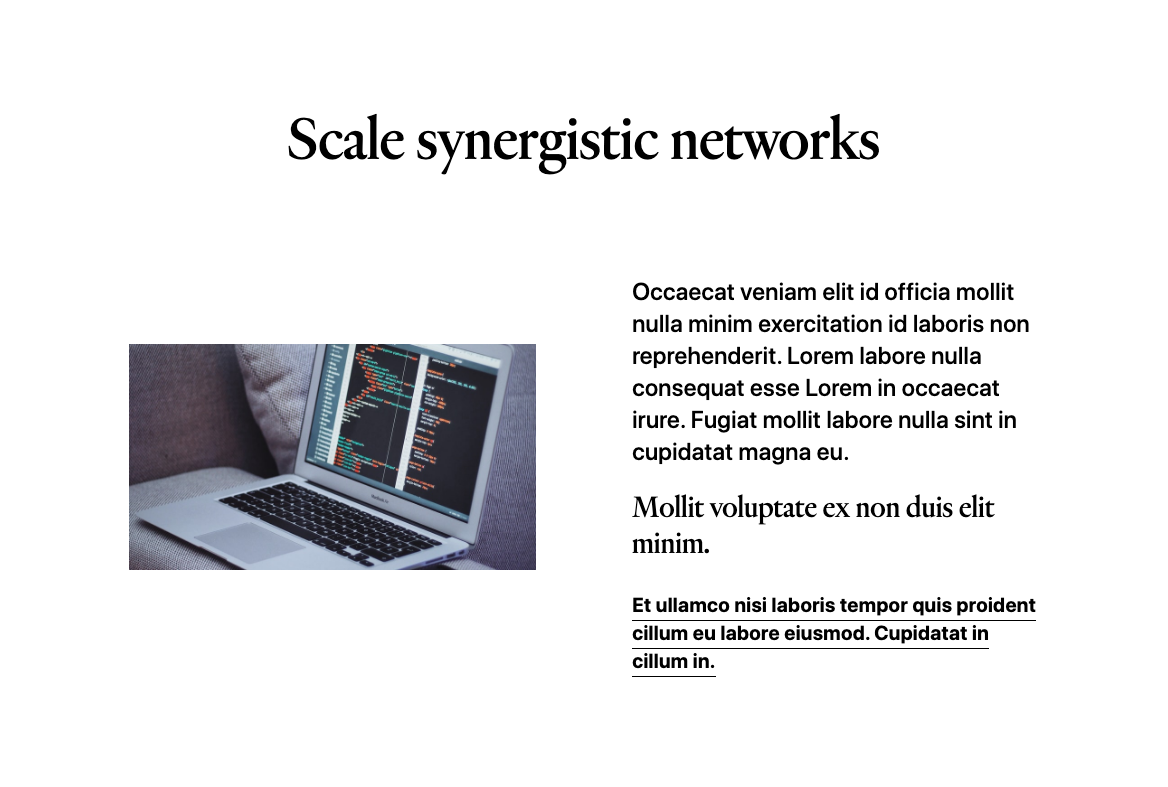 Scale synergistic networks
Occaecat veniam elit id officia mollit
nulla minim exercitation id laboris non
reprehenderit. Lorem labore nulla
consequat esse Lorem in occaecat
irure. Fugiat mollit labore nulla sint in
cupidatat magna eu.
Mollit voluptate ex non duis elit
minim.
Et ullamco nisi laboris tempor quis proident
cillum eu labore eiusmod. Cupidatat in
cillum in.